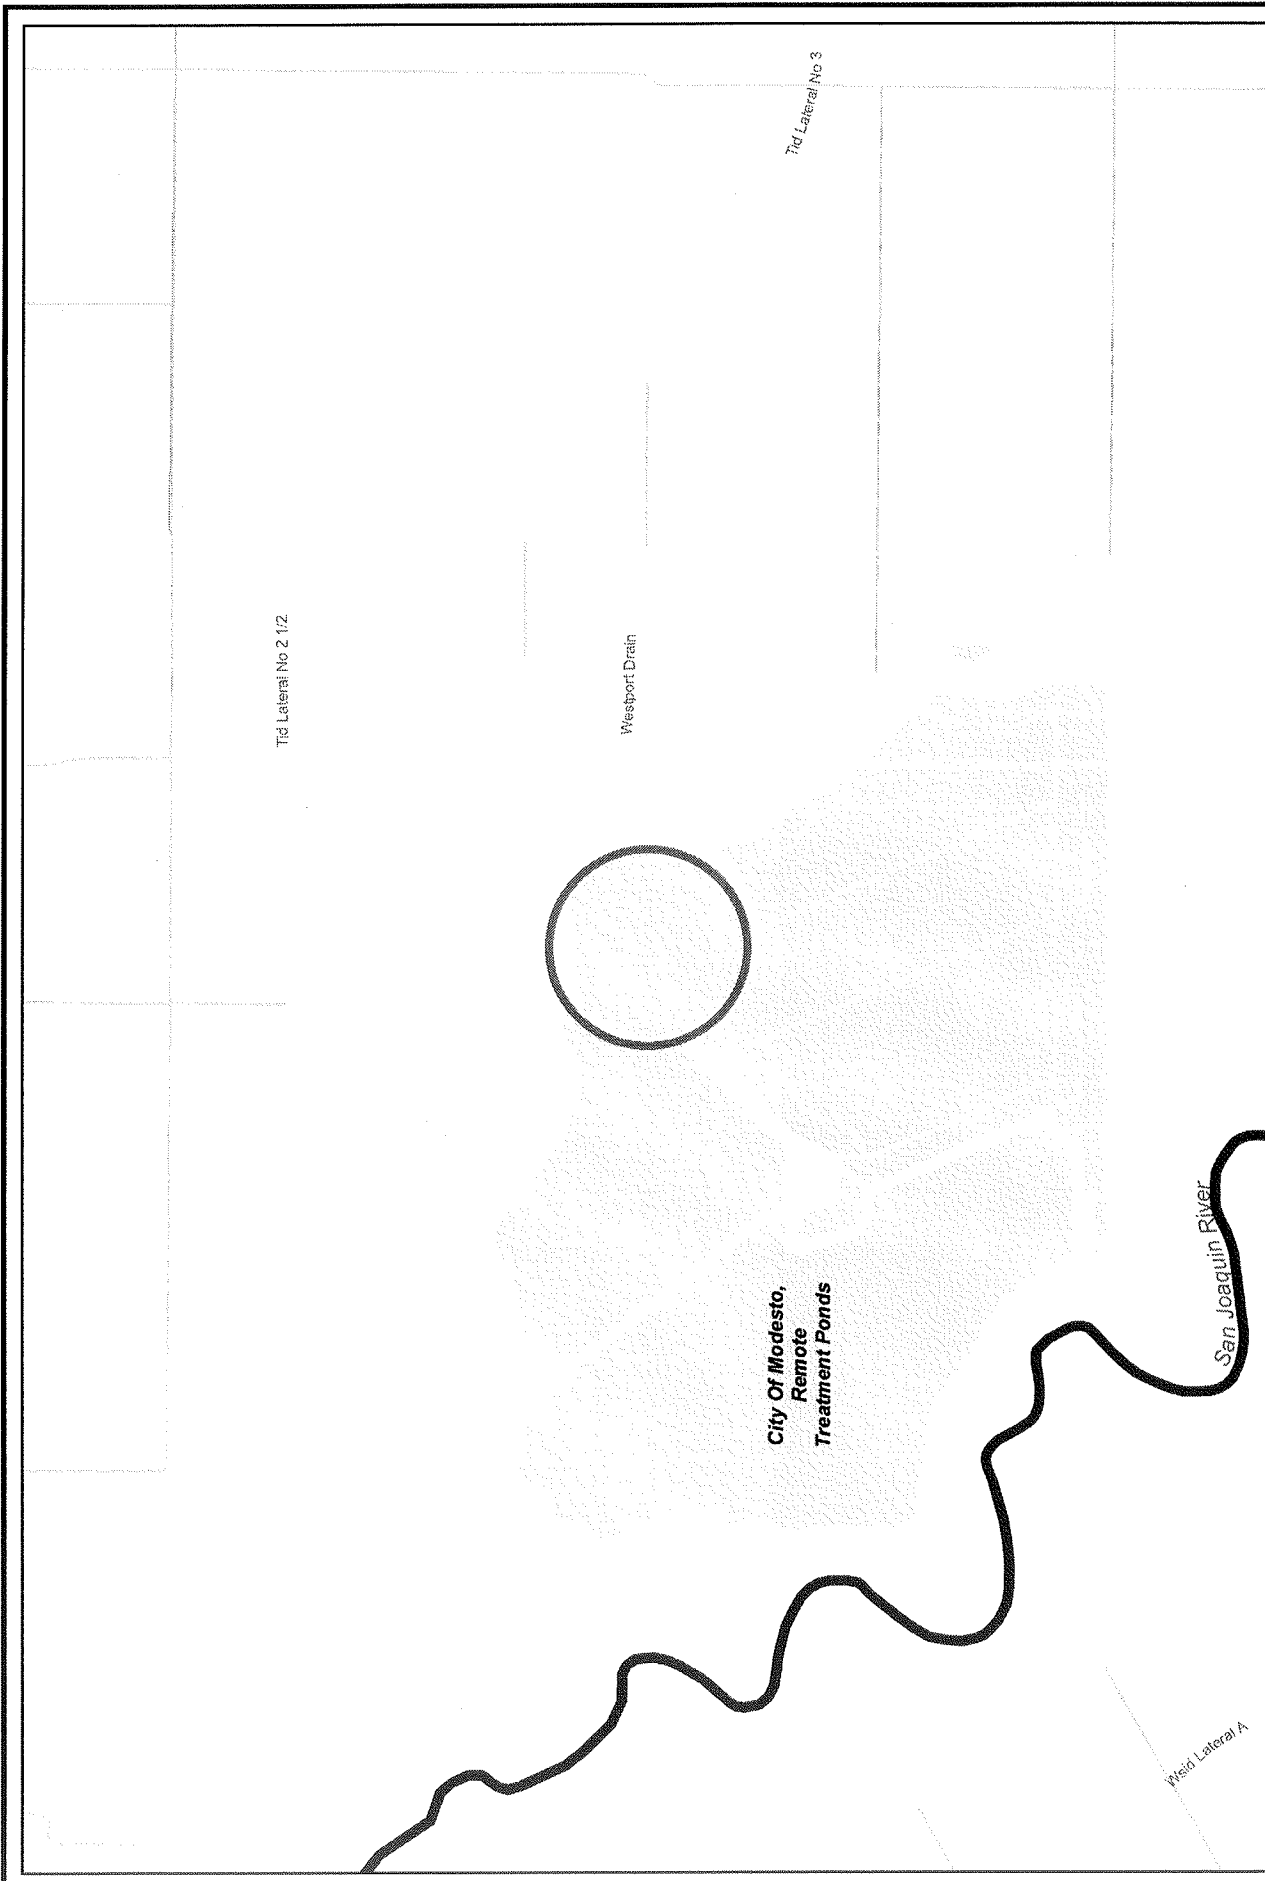 Tid Lateral No 2 1/2
Westport Drain
Tid Lateral No 3
City Of Modesto,
Remote
Treatment Ponds
San Joaquin River
Wsid Lateral A